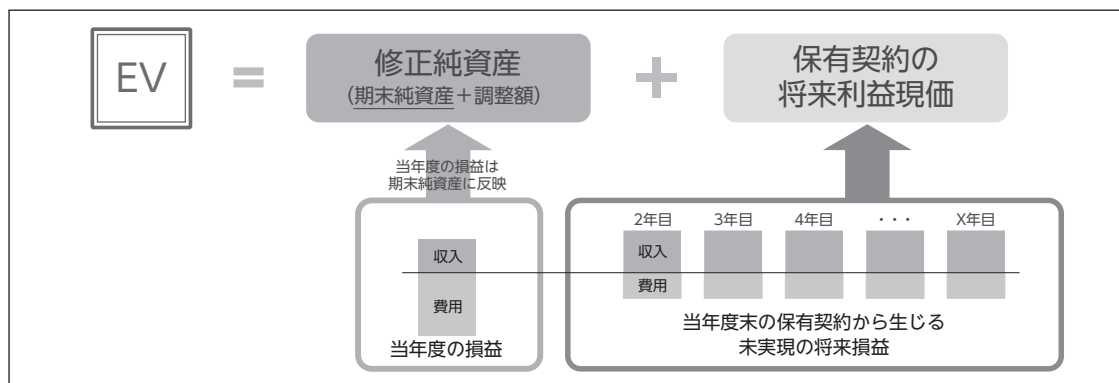 EV
=
修正純資産
(期末純資産+調整額)
+
保有契約の
将来利益現価
当年度の損益は
期末純資産に反映
収入
費用
当年度の損益
2年目 3年目 4年目 ・・・ X年目
収入
費用
当年度末の保有契約から生じる
未実現の将来損益